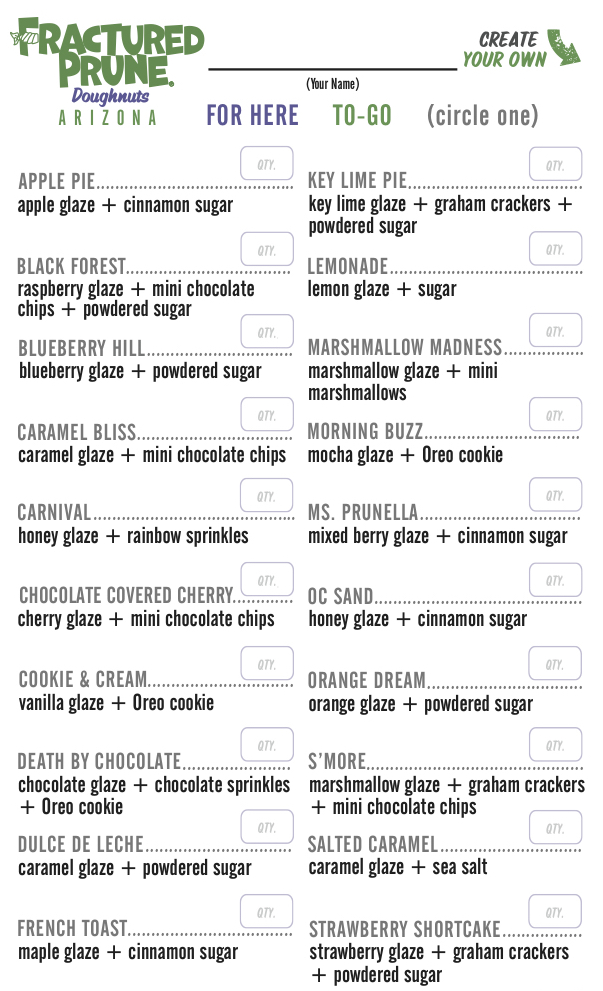 FRACTURED
PRUNE.
Doughnuts
ARIZONA
(Your Name)
CREATE
YOUR OWN
FOR HERE TO-GO (circle one)
QTY.
APPLE PIE
apple glaze + cinnamon sugar
QTY.
BLACK FOREST
raspberry glaze + mini chocolate
chips + powdered sugar
QTY.
BLUEBERRY HILL
blueberry glaze + powdered sugar
QTY.
CARAMEL BLISS
caramel glaze + mini chocolate chips
QTY.
CARNIVAL
honey glaze + rainbow sprinkles
QTY.
CHOCOLATE COVERED CHERRY
cherry glaze + mini chocolate chips
QTY.
COOKIE & CREAM
vanilla glaze + Oreo cookie
QTY.
DEATH BY CHOCOLATE
chocolate glaze + chocolate sprinkles
+ Oreo cookie
QTY.
DULCE DE LECHE
caramel glaze + powdered sugar
QTY.
FRENCH TOAST
maple glaze + cinnamon sugar
QTY.
KEY LIME PIE
key lime glaze + graham crackers +
powdered sugar
QTY.
LEMONADE
lemon glaze + sugar
QTY.
MARSHMALLOW MADNESS
marshmallow glaze + mini
marshmallows
QTY.
MORNING BUZZ
mocha glaze + Oreo cookie
QTY.
MS. PRUNELLA
mixed berry glaze + cinnamon sugar
QTY.
OC SAND
honey glaze + cinnamon sugar
QTY.
ORANGE DREAM
orange glaze + powdered sugar
QTY.
S'MORE
marshmallow glaze + graham crackers
+ mini chocolate chips
QTY.
SALTED CARAMEL
caramel glaze + sea salt
QTY.
STRAWBERRY SHORTCAKE
strawberry glaze + graham crackers
+ powdered sugar